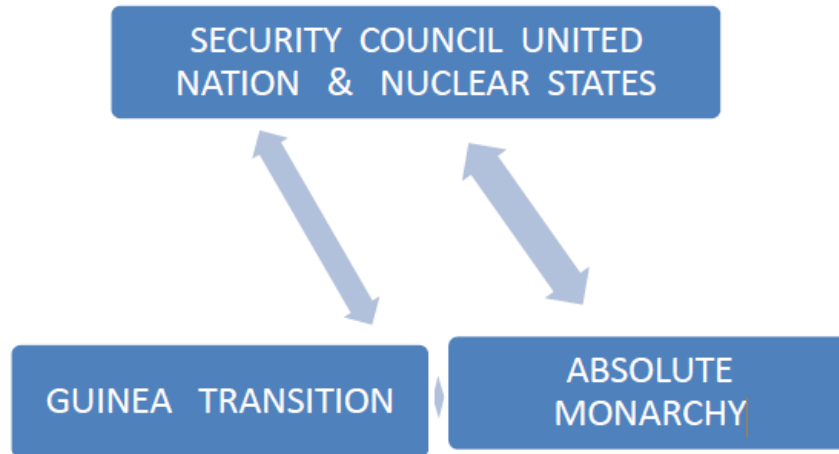 SECURITY COUNCIL UNITED
NATION & NUCLEAR STATES
GUINEA TRANSITION
ABSOLUTE
MONARCHY